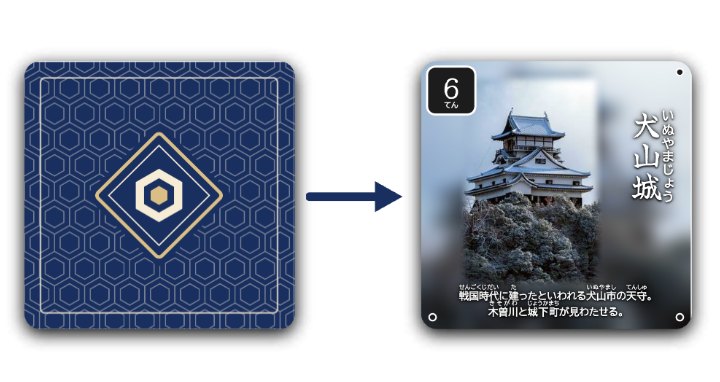 6
てん
いぬやまじょう
犬山城
せんごくじだい た いぬやまし てんしゅ
戦国時代に建ったといわれる犬山市の天守。
きそがわ じょうかまち
木曽川と城下町が見わたせる。